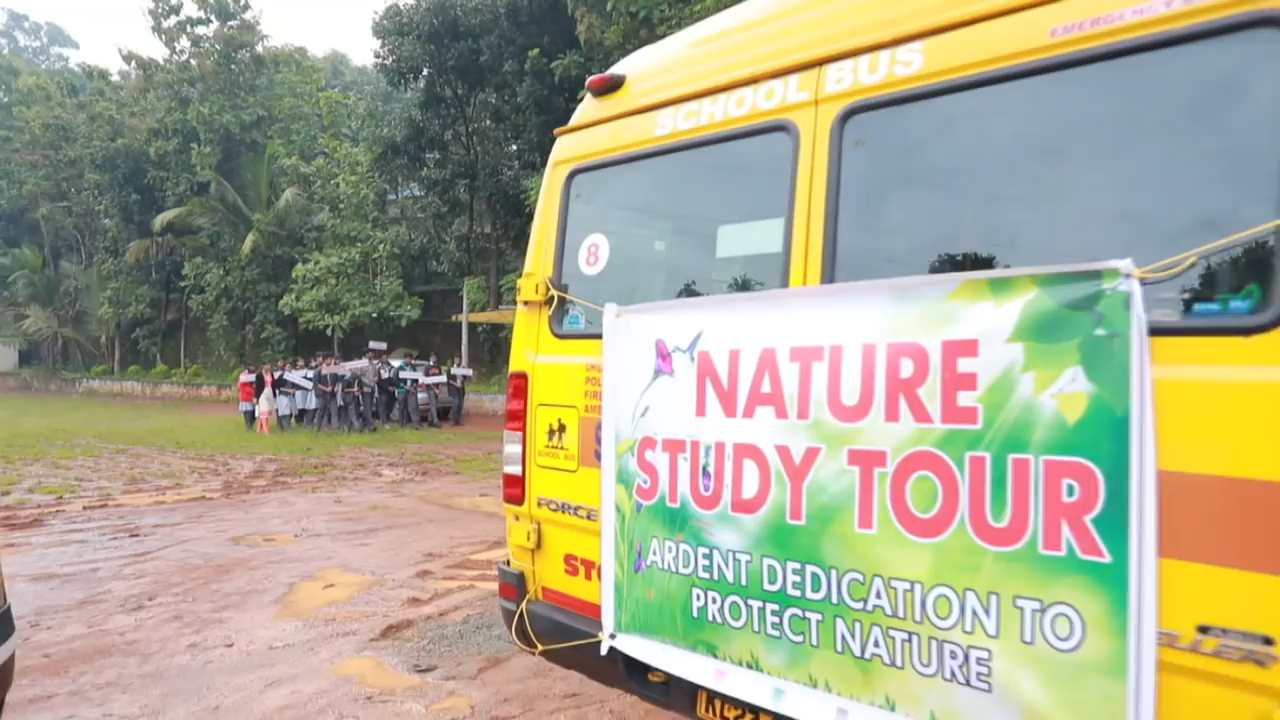 SCHOOL BUS
EMERGENCY
8
NATURE
STUDY TOUR
ARDENT DEDICATION TO
PROTECT NATURE
SCHOOL BUS
FORCE